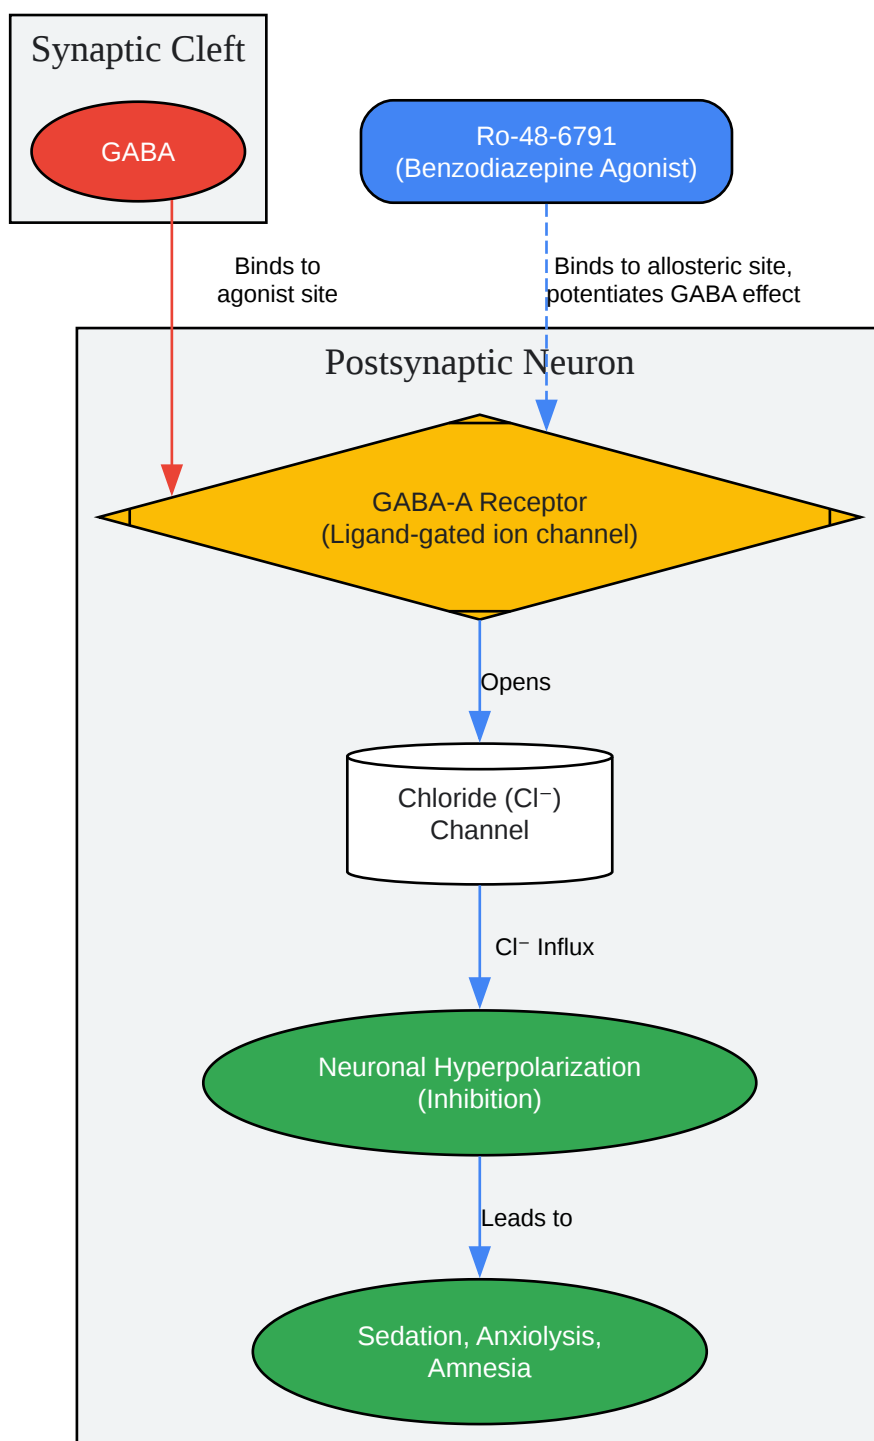 Synaptic Cleft
GABA
Ro-48-6791
(Benzodiazepine Agonist)
Binds to
agonist site
Binds to allosteric site,
potentiates GABA effect
Postsynaptic Neuron
GABA-A Receptor
(Ligand-gated ion channel)
Opens
Chloride (Cl⁻)
Channel
Cl⁻ Influx
Neuronal Hyperpolarization
(Inhibition)
Leads to
Sedation, Anxiolysis,
Amnesia